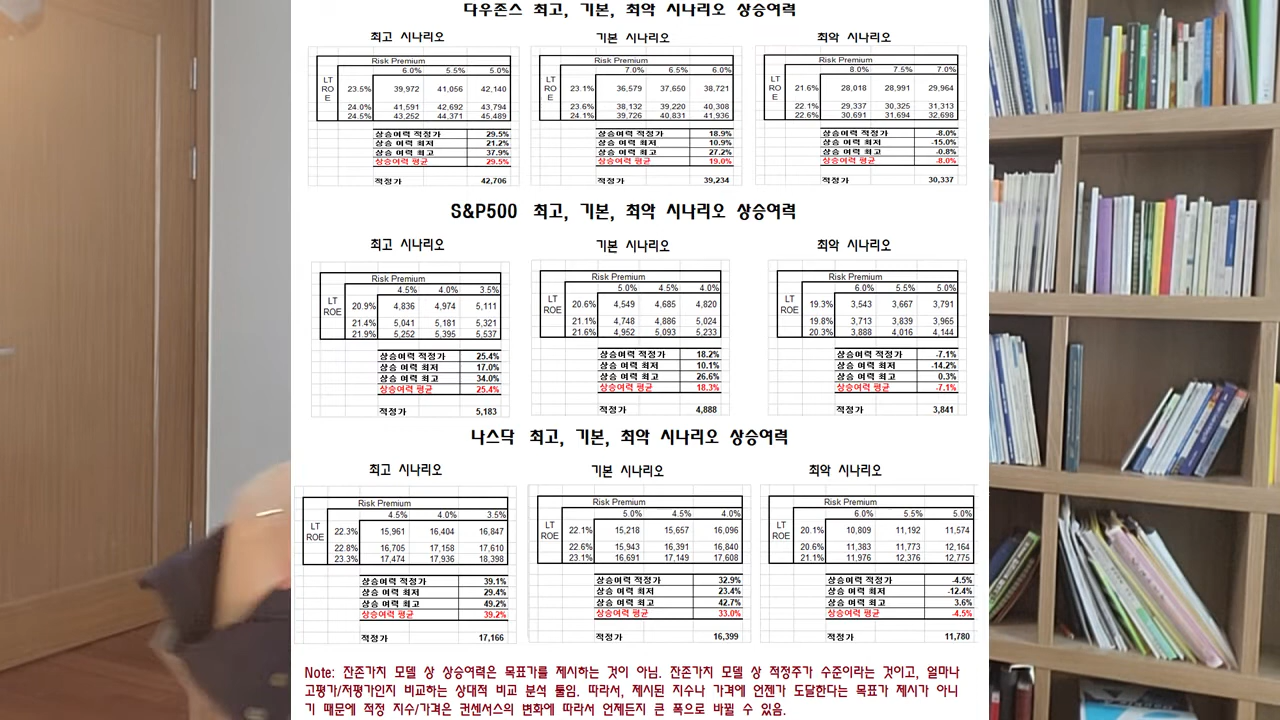 다우존스 최고, 기본, 최악 시나리오 상승여력
최고 시나리오
Risk Premium
6.0% 5.5% 5.0%
LT ROE
23.5% 39,972 41,056 42,140
24.0% 41,591 42,692 43,794
24.5% 43,252 44,371 45,489
상승여력 적정가 29.5%
상승 여력 최저 21.2%
상승 여력 최고 37.9%
상승여력 평균 29.5%
적정가 42,706
기본 시나리오
Risk Premium
7.0% 6.5% 6.0%
LT ROE
23.1% 36,579 37,650 38,721
23.6% 38,132 39,220 40,308
24.1% 39,726 40,831 41,936
상승여력 적정가 18.9%
상승 여력 최저 10.9%
상승 여력 최고 27.2%
상승여력 평균 19.0%
적정가 39,234
최악 시나리오
Risk Premium
8.0% 7.5% 7.0%
LT ROE
21.6% 28,018 28,991 29,964
22.1% 29,337 30,325 31,313
22.6% 30,691 31,694 32,698
상승여력 적정가 -8.0%
상승 여력 최저 -15.0%
상승 여력 최고 -0.8%
상승여력 평균 -8.0%
적정가 30,337
S&P500 최고, 기본, 최악 시나리오 상승여력
최고 시나리오
Risk Premium
4.5% 4.0% 3.5%
LT ROE
20.9% 4,836 4,974 5,111
21.4% 5,041 5,181 5,321
21.9% 5,252 5,395 5,537
상승여력 적정가 25.4%
상승 여력 최저 17.0%
상승 여력 최고 34.0%
상승여력 평균 25.4%
적정가 5,183
기본 시나리오
Risk Premium
5.0% 4.5% 4.0%
LT ROE
20.6% 4,549 4,685 4,820
21.1% 4,748 4,886 5,024
21.6% 4,952 5,093 5,233
상승여력 적정가 18.2%
상승 여력 최저 10.1%
상승 여력 최고 26.6%
상승여력 평균 18.3%
적정가 4,888
최악 시나리오
Risk Premium
6.0% 5.5% 5.0%
LT ROE
19.3% 3,543 3,667 3,791
19.8% 3,713 3,839 3,965
20.3% 3,888 4,016 4,144
상승여력 적정가 -7.1%
상승 여력 최저 -14.2%
상승 여력 최고 0.3%
상승여력 평균 -7.1%
적정가 3,841
나스닥 최고, 기본, 최악 시나리오 상승여력
최고 시나리오
Risk Premium
4.5% 4.0% 3.5%
LT ROE
22.3% 15,961 16,404 16,847
22.8% 16,705 17,158 17,610
23.3% 17,474 17,936 18,398
상승여력 적정가 39.1%
상승 여력 최저 29.4%
상승 여력 최고 49.2%
상승여력 평균 39.2%
적정가 17,166
기본 시나리오
Risk Premium
5.0% 4.5% 4.0%
LT ROE
22.1% 15,218 15,657 16,096
22.6% 15,943 16,391 16,840
23.1% 16,691 17,149 17,608
상승여력 적정가 32.9%
상승 여력 최저 23.4%
상승 여력 최고 42.7%
상승여력 평균 33.0%
적정가 16,399
최악 시나리오
Risk Premium
6.0% 5.5% 5.0%
LT ROE
20.1% 10,809 11,192 11,574
20.6% 11,383 11,773 12,164
21.1% 11,976 12,376 12,775
상승여력 적정가 -4.5%
상승 여력 최저 -12.4%
상승 여력 최고 3.6%
상승여력 평균 -4.5%
적정가 11,780
Note: 잔존가치 모델 상 상승여력은 목표가를 제시하는 것이 아님. 잔존가치 모델 상 적정주가 수준이라는 것이고, 얼마나
고평가/저평가인지 비교하는 상대적 비교 분석 툴임. 따라서, 제시된 지수나 가격에 언젠가 도달한다는 목표가 제시가 아니
기 때문에 적정 지수/가격은 컨센서스의 변화에 따라서 언제든지 큰 폭으로 바뀔 수 있음.